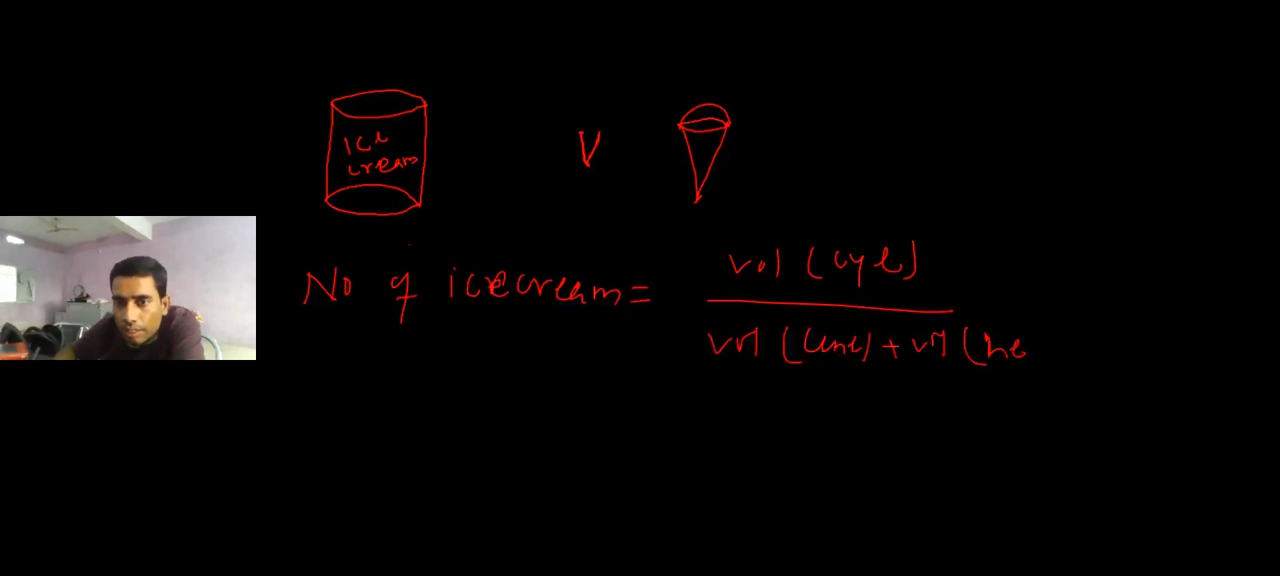 ice
cream
V
No of icecream = vol (cyl)
vol (cone) + vol (he